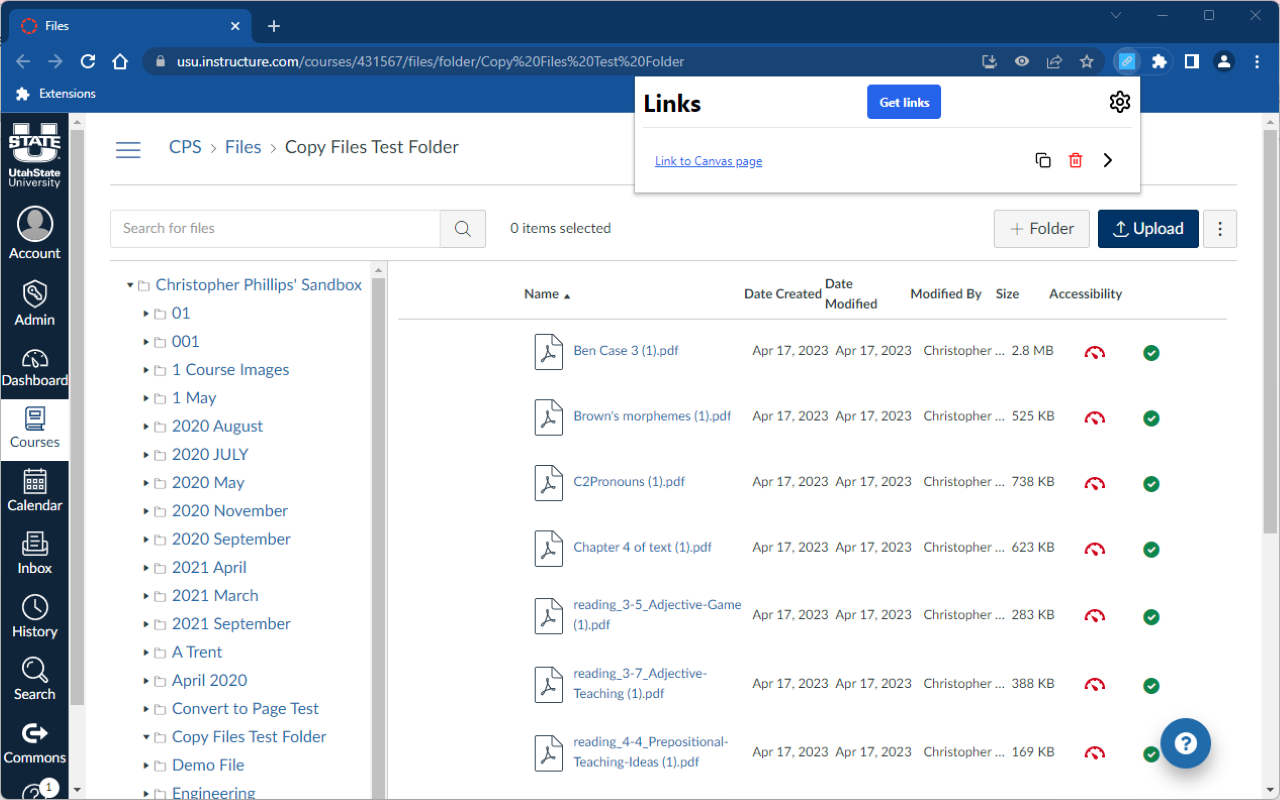 Files
usu.instructure.com/courses/431567/files/folder/Copy%20Files%20Test%20Folder
Extensions
Links
Get links
Link to Canvas page
STATE
UtahState
University
Account
Admin
Dashboard
Courses
Calendar
Inbox
History
Search
Commons
1
CPS > Files > Copy Files Test Folder
Search for files
0 items selected
+ Folder
Upload
Christopher Phillips' Sandbox
01
001
1 Course Images
1 May
2020 August
2020 JULY
2020 May
2020 November
2020 September
2021 April
2021 March
2021 September
A Trent
April 2020
Convert to Page Test
Copy Files Test Folder
Demo File
Engineering
Name Date Created Date Modified Modified By Size Accessibility
Ben Case 3 (1).pdf Apr 17, 2023 Apr 17, 2023 Christopher ... 2.8 MB
Brown's morphemes (1).pdf Apr 17, 2023 Apr 17, 2023 Christopher ... 525 KB
C2Pronouns (1).pdf Apr 17, 2023 Apr 17, 2023 Christopher ... 738 KB
Chapter 4 of text (1).pdf Apr 17, 2023 Apr 17, 2023 Christopher ... 623 KB
reading_3-5_Adjective-Game
(1).pdf Apr 17, 2023 Apr 17, 2023 Christopher ... 283 KB
reading_3-7_Adjective-
Teaching (1).pdf Apr 17, 2023 Apr 17, 2023 Christopher ... 388 KB
reading_4-4_Prepositional-
Teaching-Ideas (1).pdf Apr 17, 2023 Apr 17, 2023 Christopher ... 169 KB
?